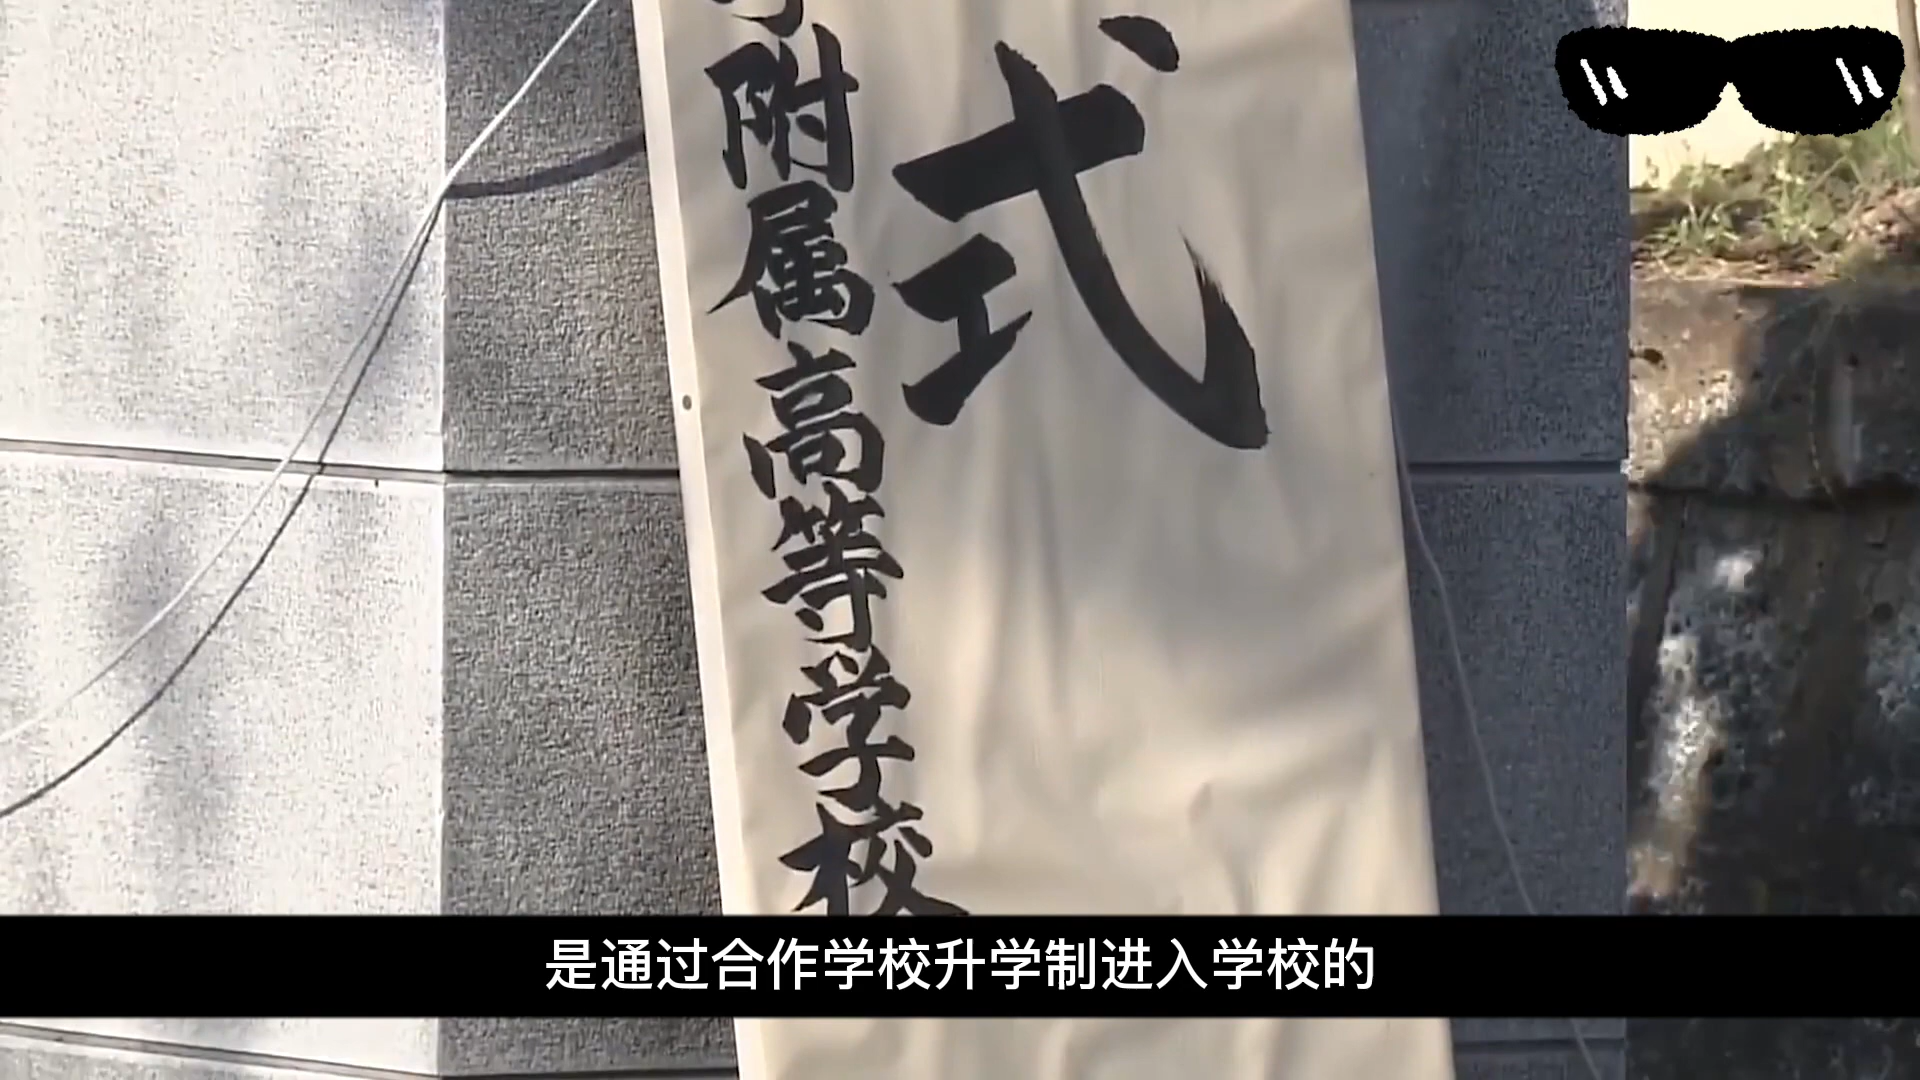 式
附属高等学校
是通过合作学校升学制进入学校的